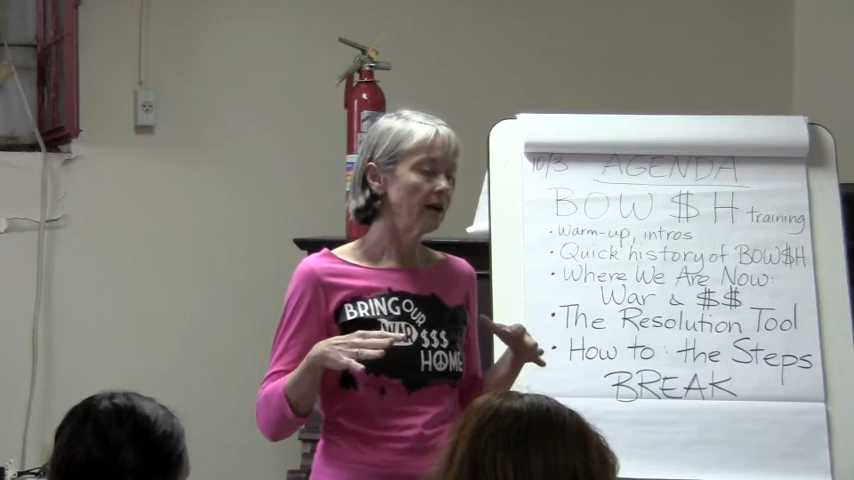 10/3 AGENDA
BOW$H training
• Warm-up, intros
• Quick history of BOW$H
• Where We Are Now:
War & $$
• The Resolution Tool
• How to: the Steps
BREAK
BRING OUR
WAR $$$
HOME